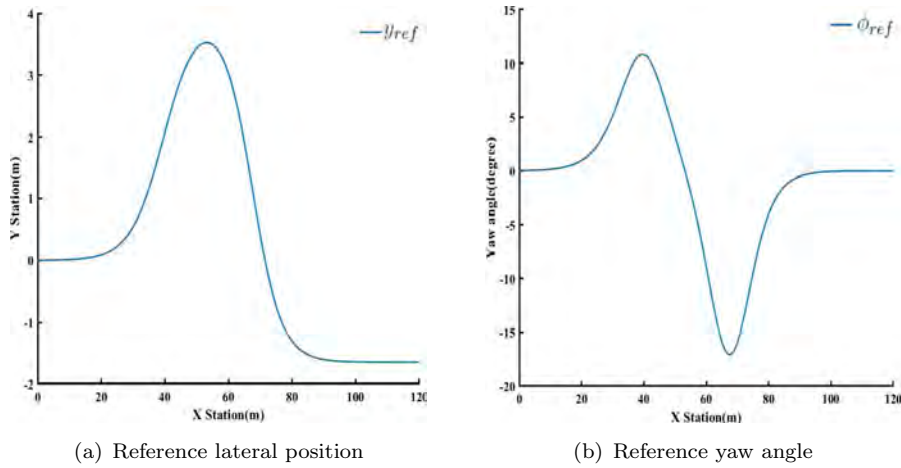 4
3
2
1
0
-1
-2
Y Station(m)
0 20 40 60 80 100 120
X Station(m)
y_ref
(a) Reference lateral position
15
10
5
0
-5
-10
-15
-20
Yaw angle(degree)
0 20 40 60 80 100 120
X Station(m)
ϕ_ref
(b) Reference yaw angle